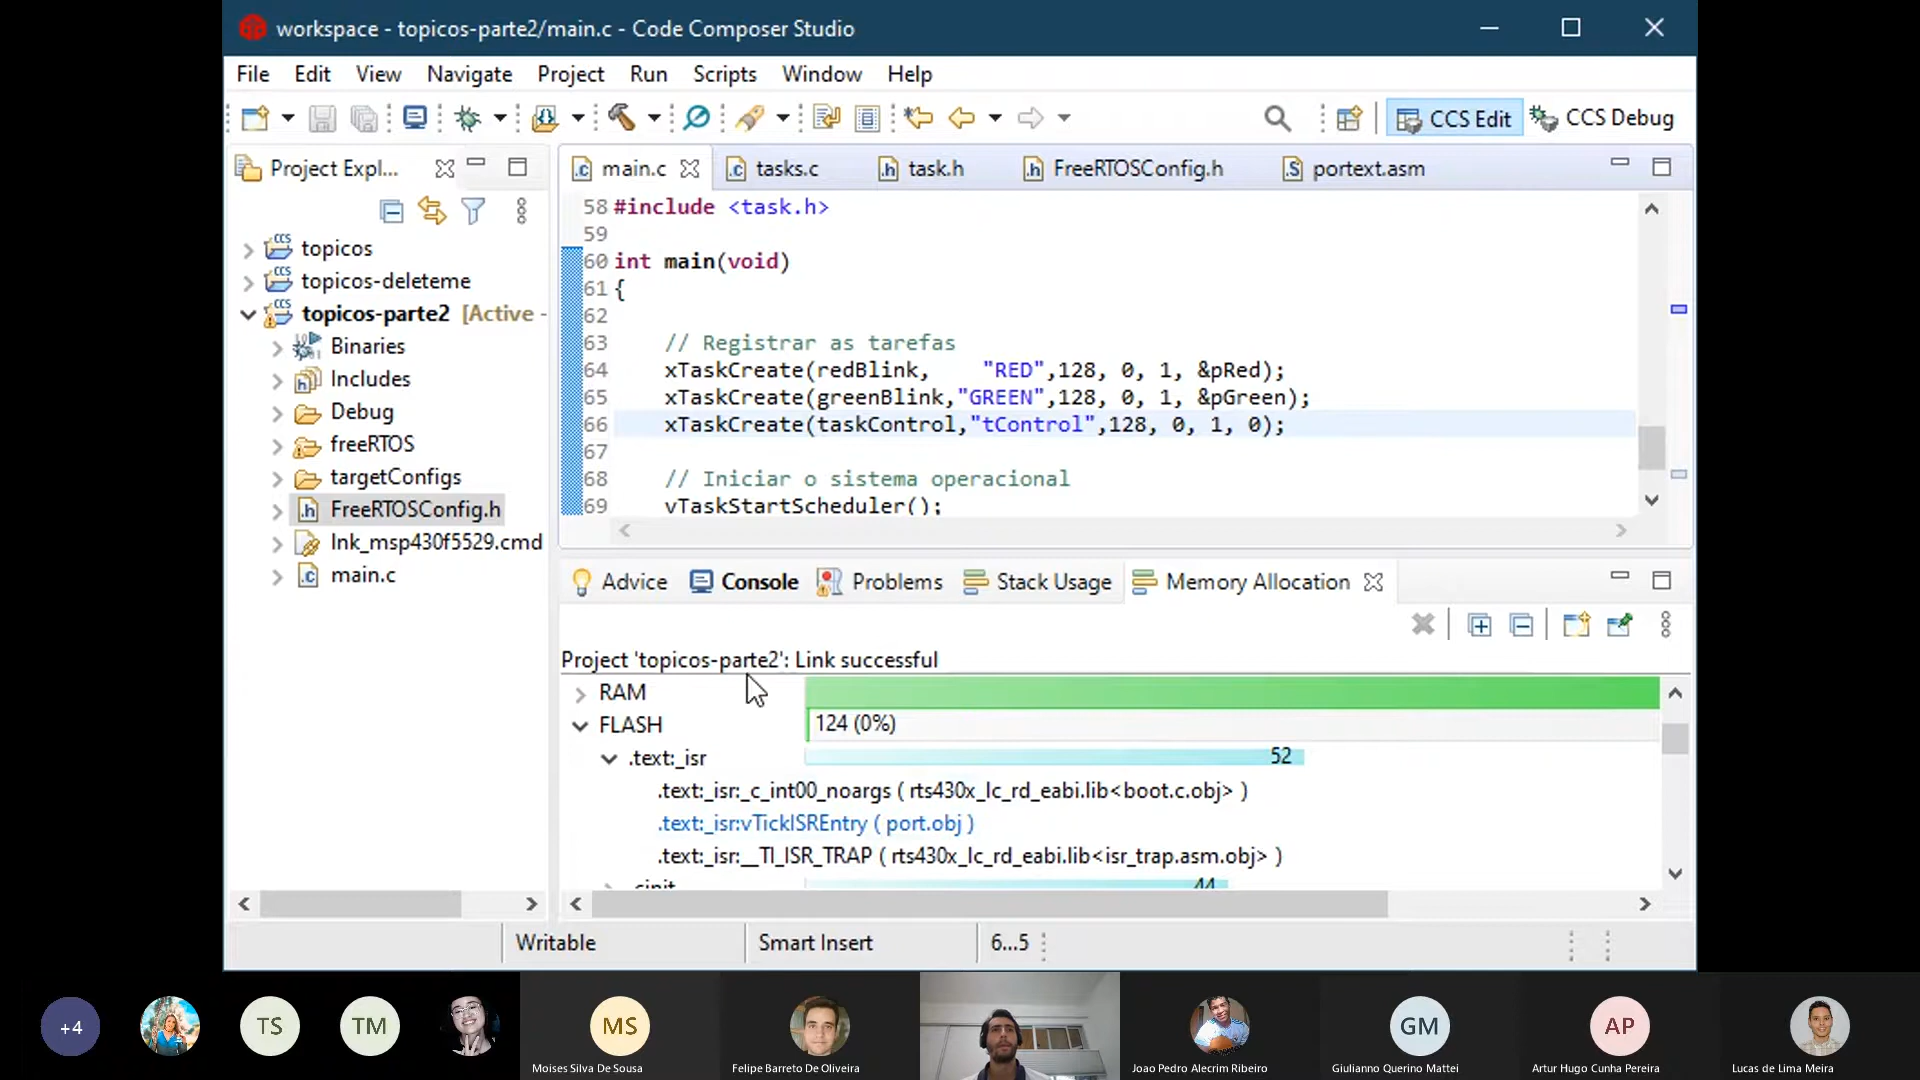 workspace - topicos-parte2/main.c - Code Composer Studio
File Edit View Navigate Project Run Scripts Window Help
CCS Edit CCS Debug
Project Expl...
main.c tasks.c task.h FreeRTOSConfig.h portext.asm
topicos
topicos-deleteme
topicos-parte2 [Active -
Binaries
Includes
Debug
freeRTOS
targetConfigs
FreeRTOSConfig.h
lnk_msp430f5529.cmd
main.c
58 #include <task.h>
59
60 int main(void)
61 {
62
63 // Registrar as tarefas
64 xTaskCreate(redBlink, "RED",128, 0, 1, &pRed);
65 xTaskCreate(greenBlink,"GREEN",128, 0, 1, &pGreen);
66 xTaskCreate(taskControl,"tControl",128, 0, 1, 0);
67
68 // Iniciar o sistema operacional
69 vTaskStartScheduler();
Advice Console Problems Stack Usage Memory Allocation
Project 'topicos-parte2': Link successful
RAM
FLASH 124 (0%)
.text:_isr 52
.text:_isr:_c_int00_noargs ( rts430x_lc_rd_eabi.lib<boot.c.obj> )
.text:_isr:vTickISREntry ( port.obj )
.text:_isr:__TI_ISR_TRAP ( rts430x_lc_rd_eabi.lib<isr_trap.asm.obj> )
.cinit 44
Writable Smart Insert 6...5
+4 TS TM MS GM AP
Moises Silva De Sousa Felipe Barreto De Oliveira Joao Pedro Alecrim Ribeiro Giulianno Querino Mattei Artur Hugo Cunha Pereira Lucas de Lima Meira